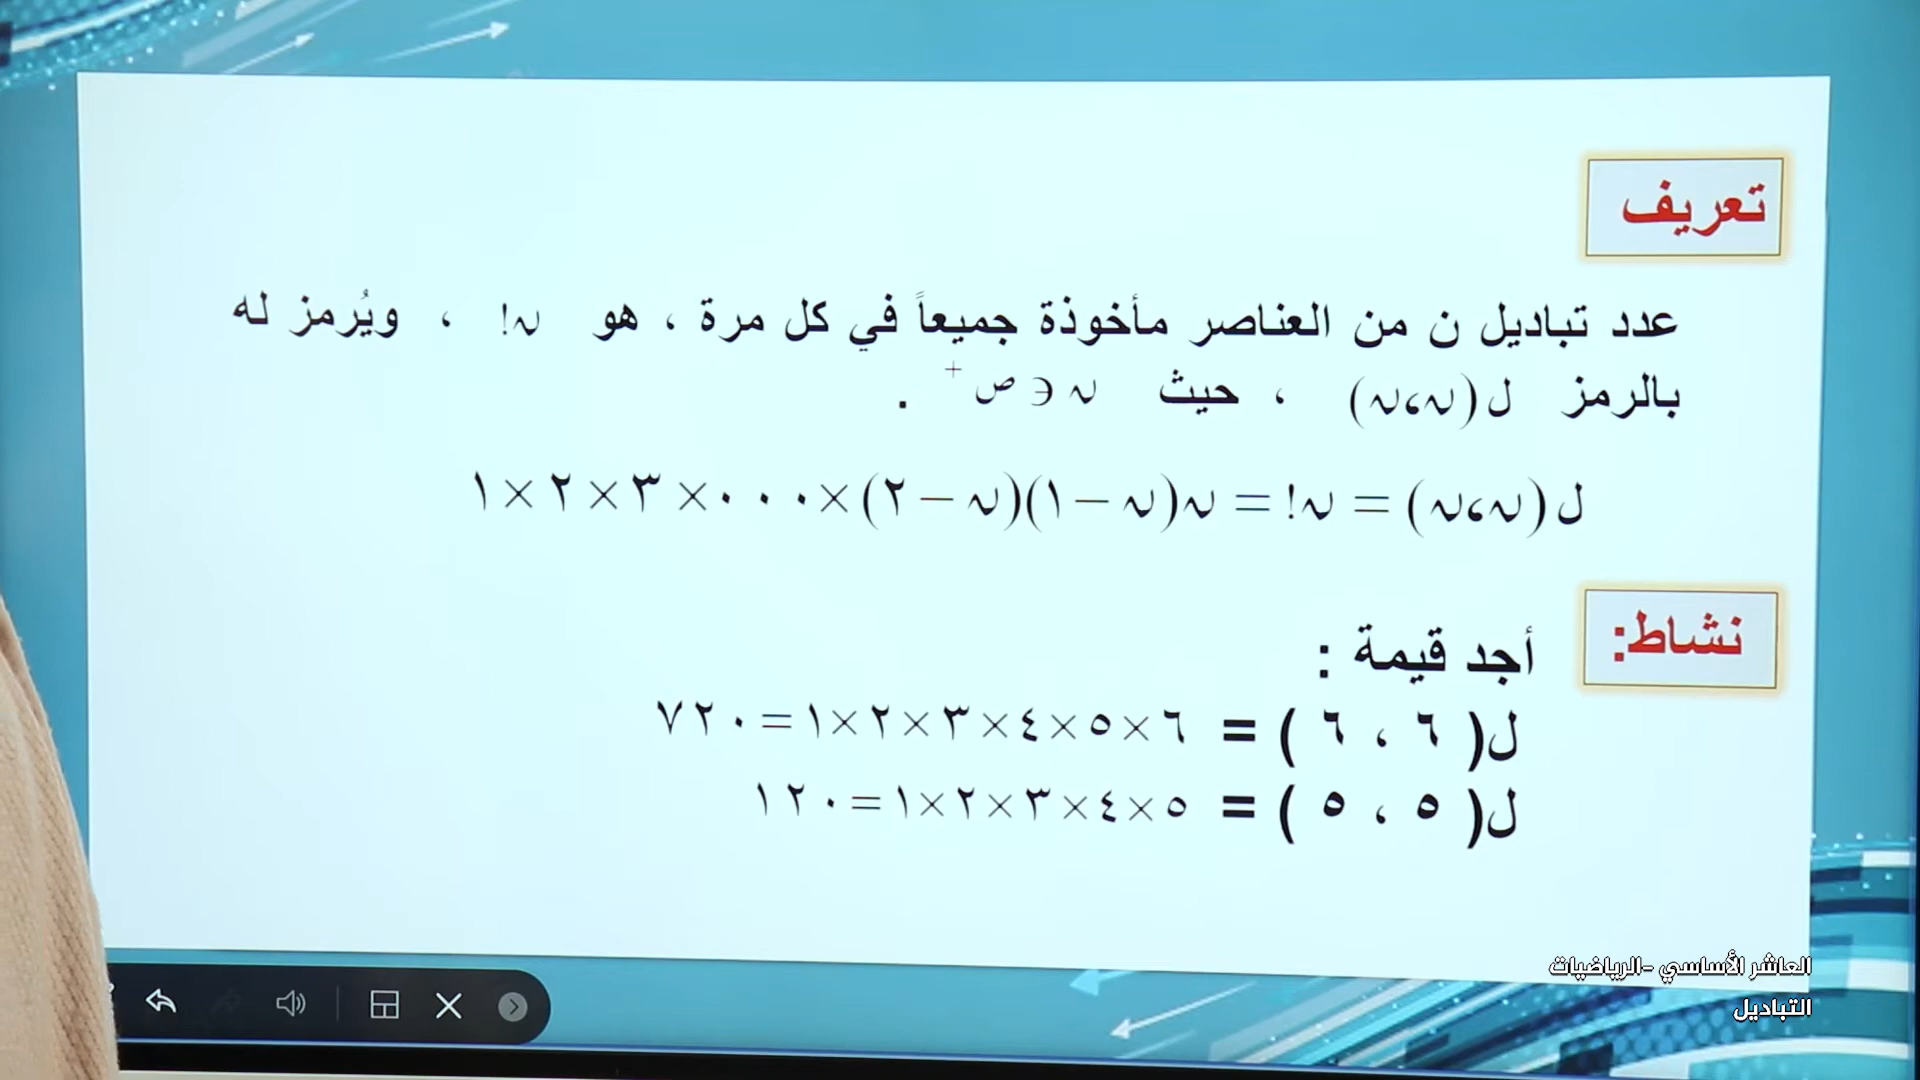 تعريف
عدد تباديل ن من العناصر مأخوذة جميعاً في كل مرة ، هو ن! ، ويُرمز له
بالرمز ل(ن،ن) ، حيث ن ∈ ص⁺ .
ل(ن،ن) = ن! = ن(ن − ١)(ن − ٢)×٠٠٠× ٣ × ٢ × ١
نشاط:
أجد قيمة :
ل( ٦ ، ٦ ) = ٦×٥×٤×٣×٢×١=٧٢٠
ل( ٥ ، ٥ ) = ٥×٤×٣×٢×١=١٢٠
العاشر الأساسي -الرياضيات
التباديل